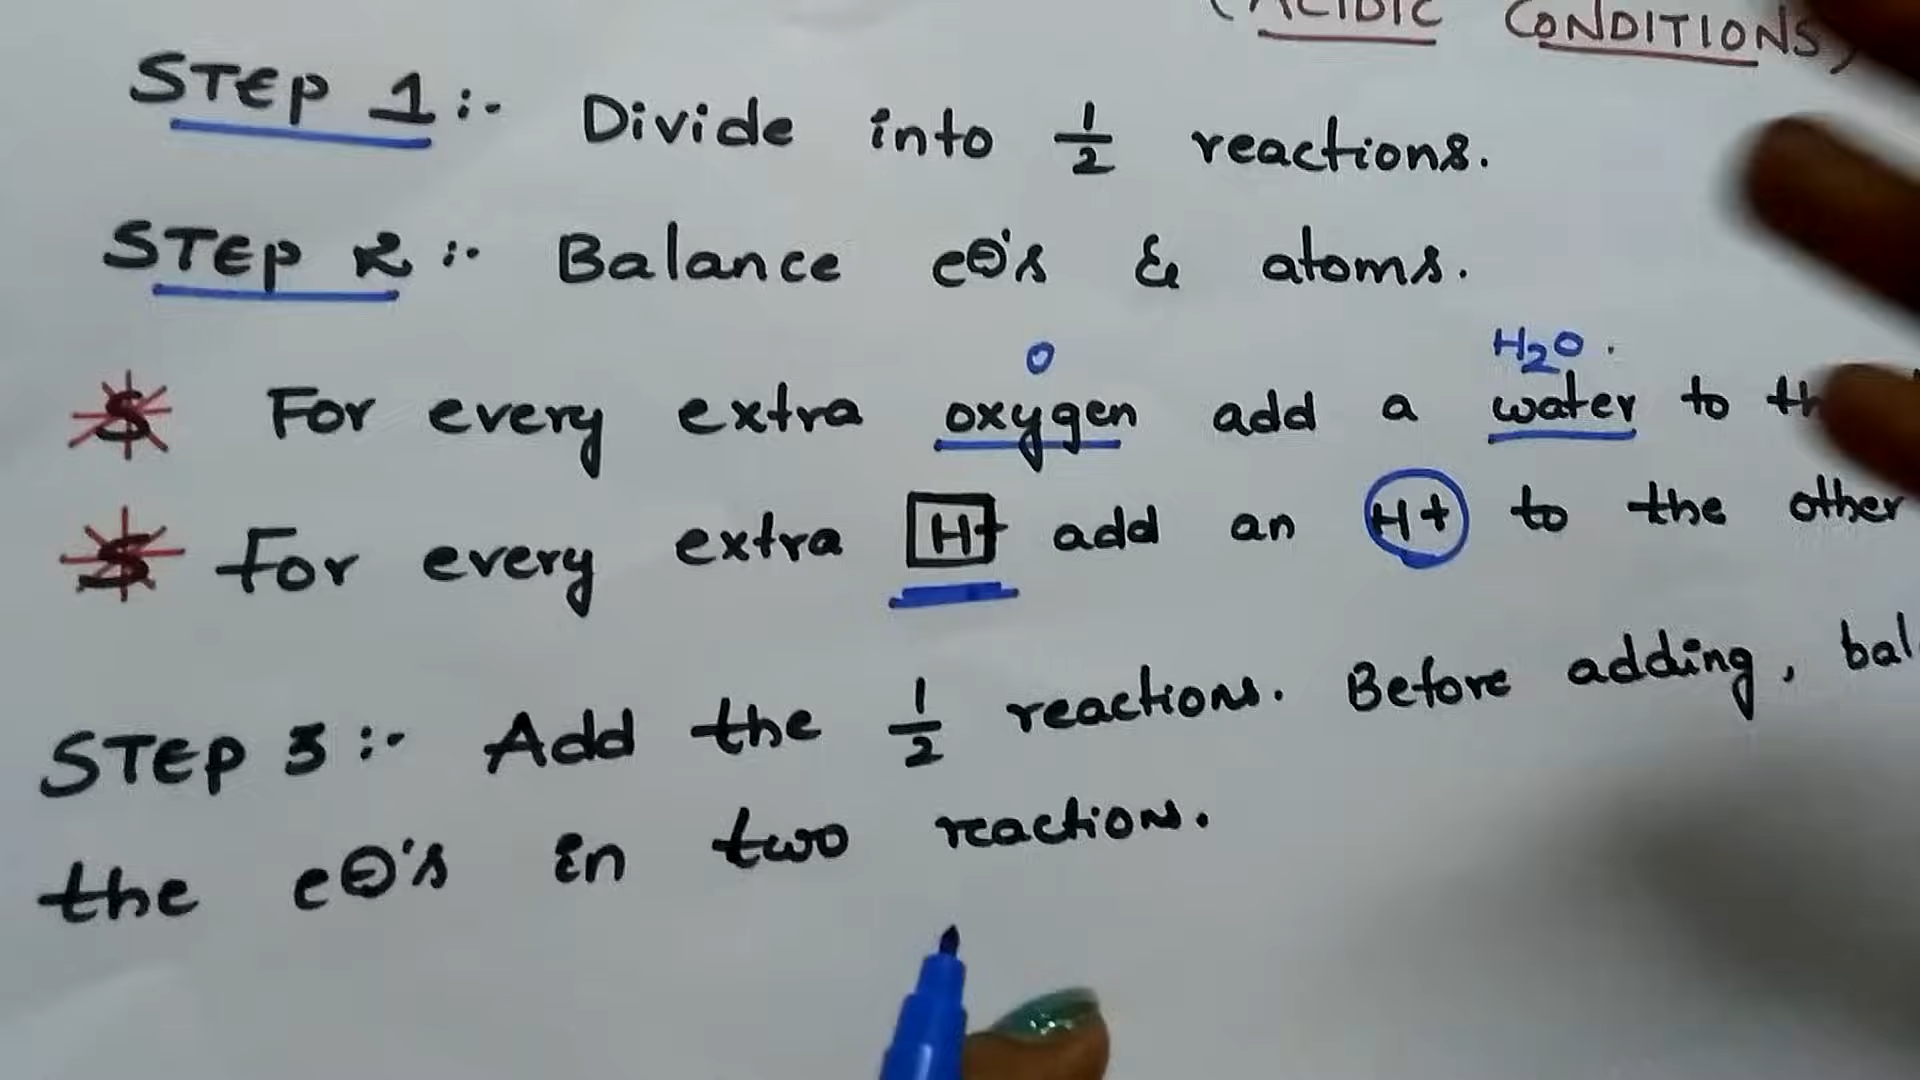 (ACIDIC CONDITIONS)
STEP 1:- Divide into 1/2 reactions.
STEP 2:- Balance e⊖'s & atoms.
O H2O.
For every extra oxygen add a water to
For every extra H+ add an H+ to the other
STEP 3:- Add the 1/2 reactions. Before adding,
the e⊖'s in two reactions.